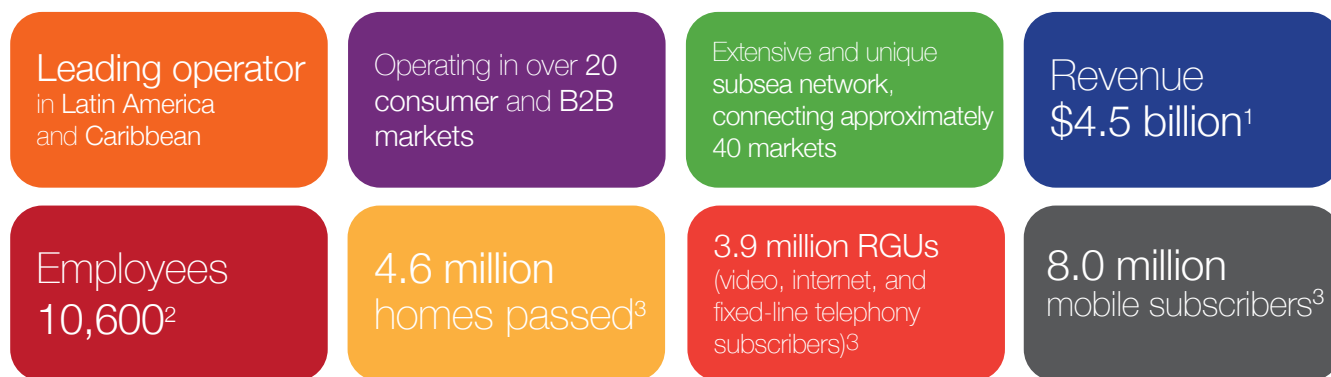 Leading operator
in Latin America
and Caribbean
Operating in over 20
consumer and B2B
markets
Extensive and unique
subsea network,
connecting approximately
40 markets
Revenue
$4.5 billion¹
Employees
10,600²
4.6 million
homes passed³
3.9 million RGUs
(video, internet, and
fixed-line telephony
subscribers)³
8.0 million
mobile subscribers³